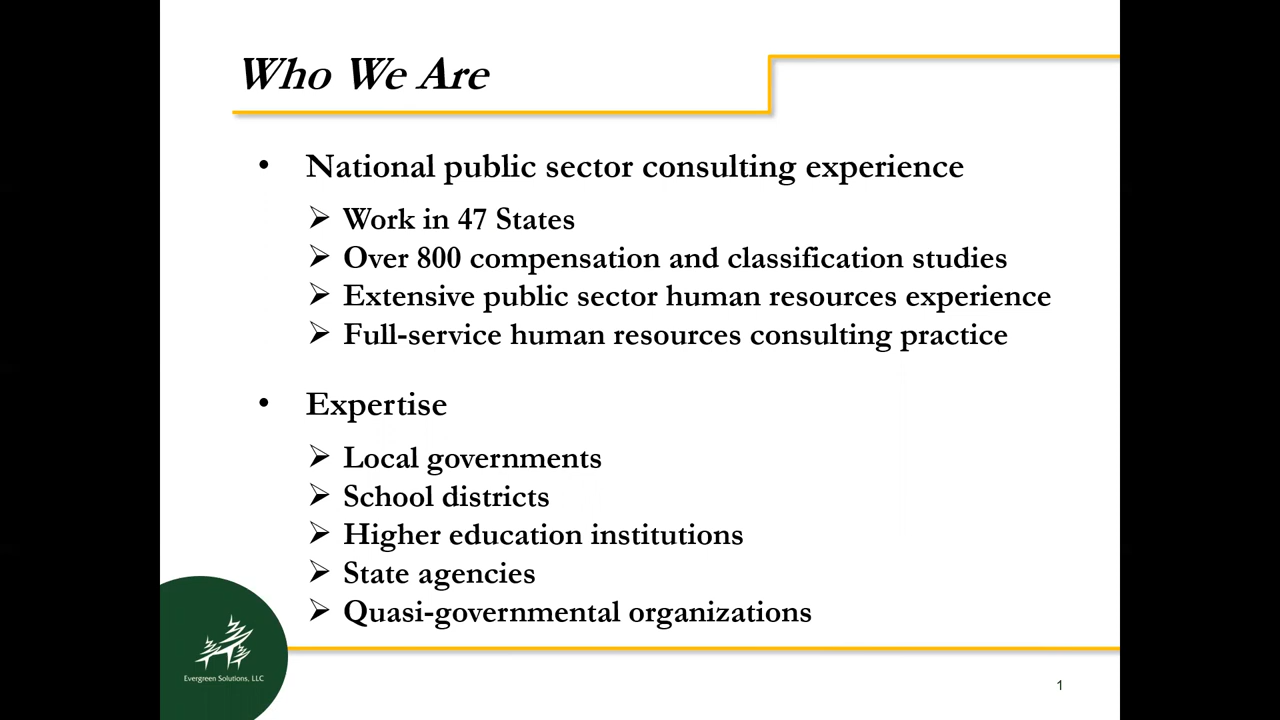 Who We Are
• National public sector consulting experience
➢ Work in 47 States
➢ Over 800 compensation and classification studies
➢ Extensive public sector human resources experience
➢ Full-service human resources consulting practice
• Expertise
➢ Local governments
➢ School districts
➢ Higher education institutions
➢ State agencies
➢ Quasi-governmental organizations
Evergreen Solutions, LLC
1